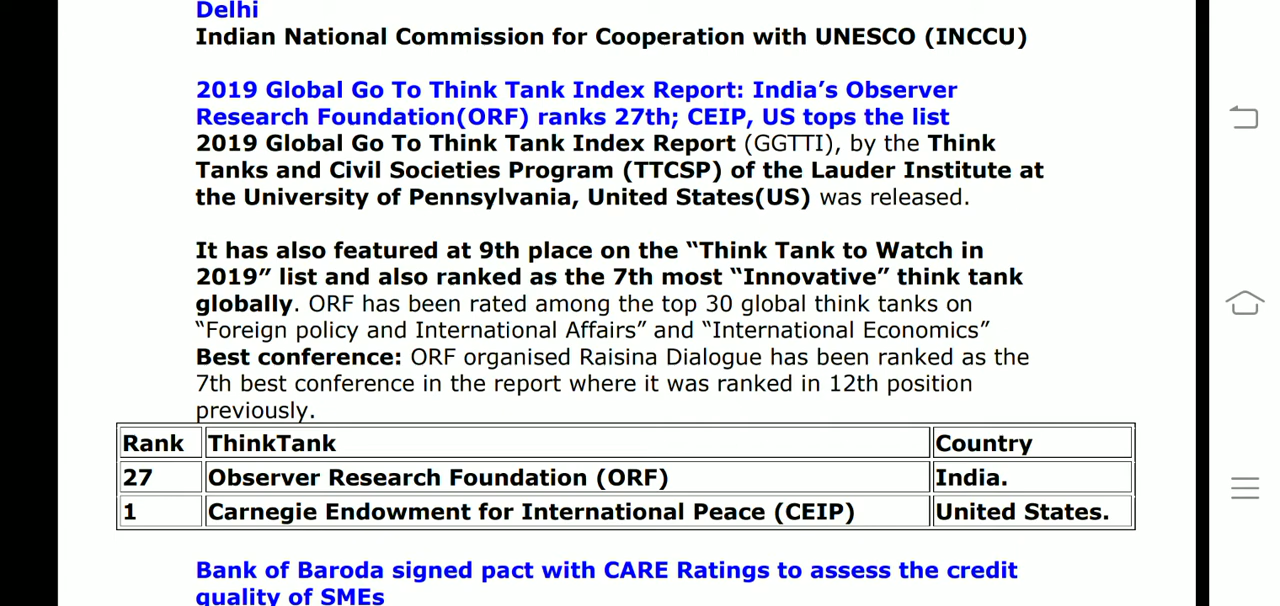 Delhi
Indian National Commission for Cooperation with UNESCO (INCCU)
2019 Global Go To Think Tank Index Report: India’s Observer
Research Foundation(ORF) ranks 27th; CEIP, US tops the list
2019 Global Go To Think Tank Index Report (GGTTI), by the Think
Tanks and Civil Societies Program (TTCSP) of the Lauder Institute at
the University of Pennsylvania, United States(US) was released.
It has also featured at 9th place on the “Think Tank to Watch in
2019” list and also ranked as the 7th most “Innovative” think tank
globally. ORF has been rated among the top 30 global think tanks on
“Foreign policy and International Affairs” and “International Economics”
Best conference: ORF organised Raisina Dialogue has been ranked as the
7th best conference in the report where it was ranked in 12th position
previously.
Rank ThinkTank Country
27 Observer Research Foundation (ORF) India.
1 Carnegie Endowment for International Peace (CEIP) United States.
Bank of Baroda signed pact with CARE Ratings to assess the credit
quality of SMEs